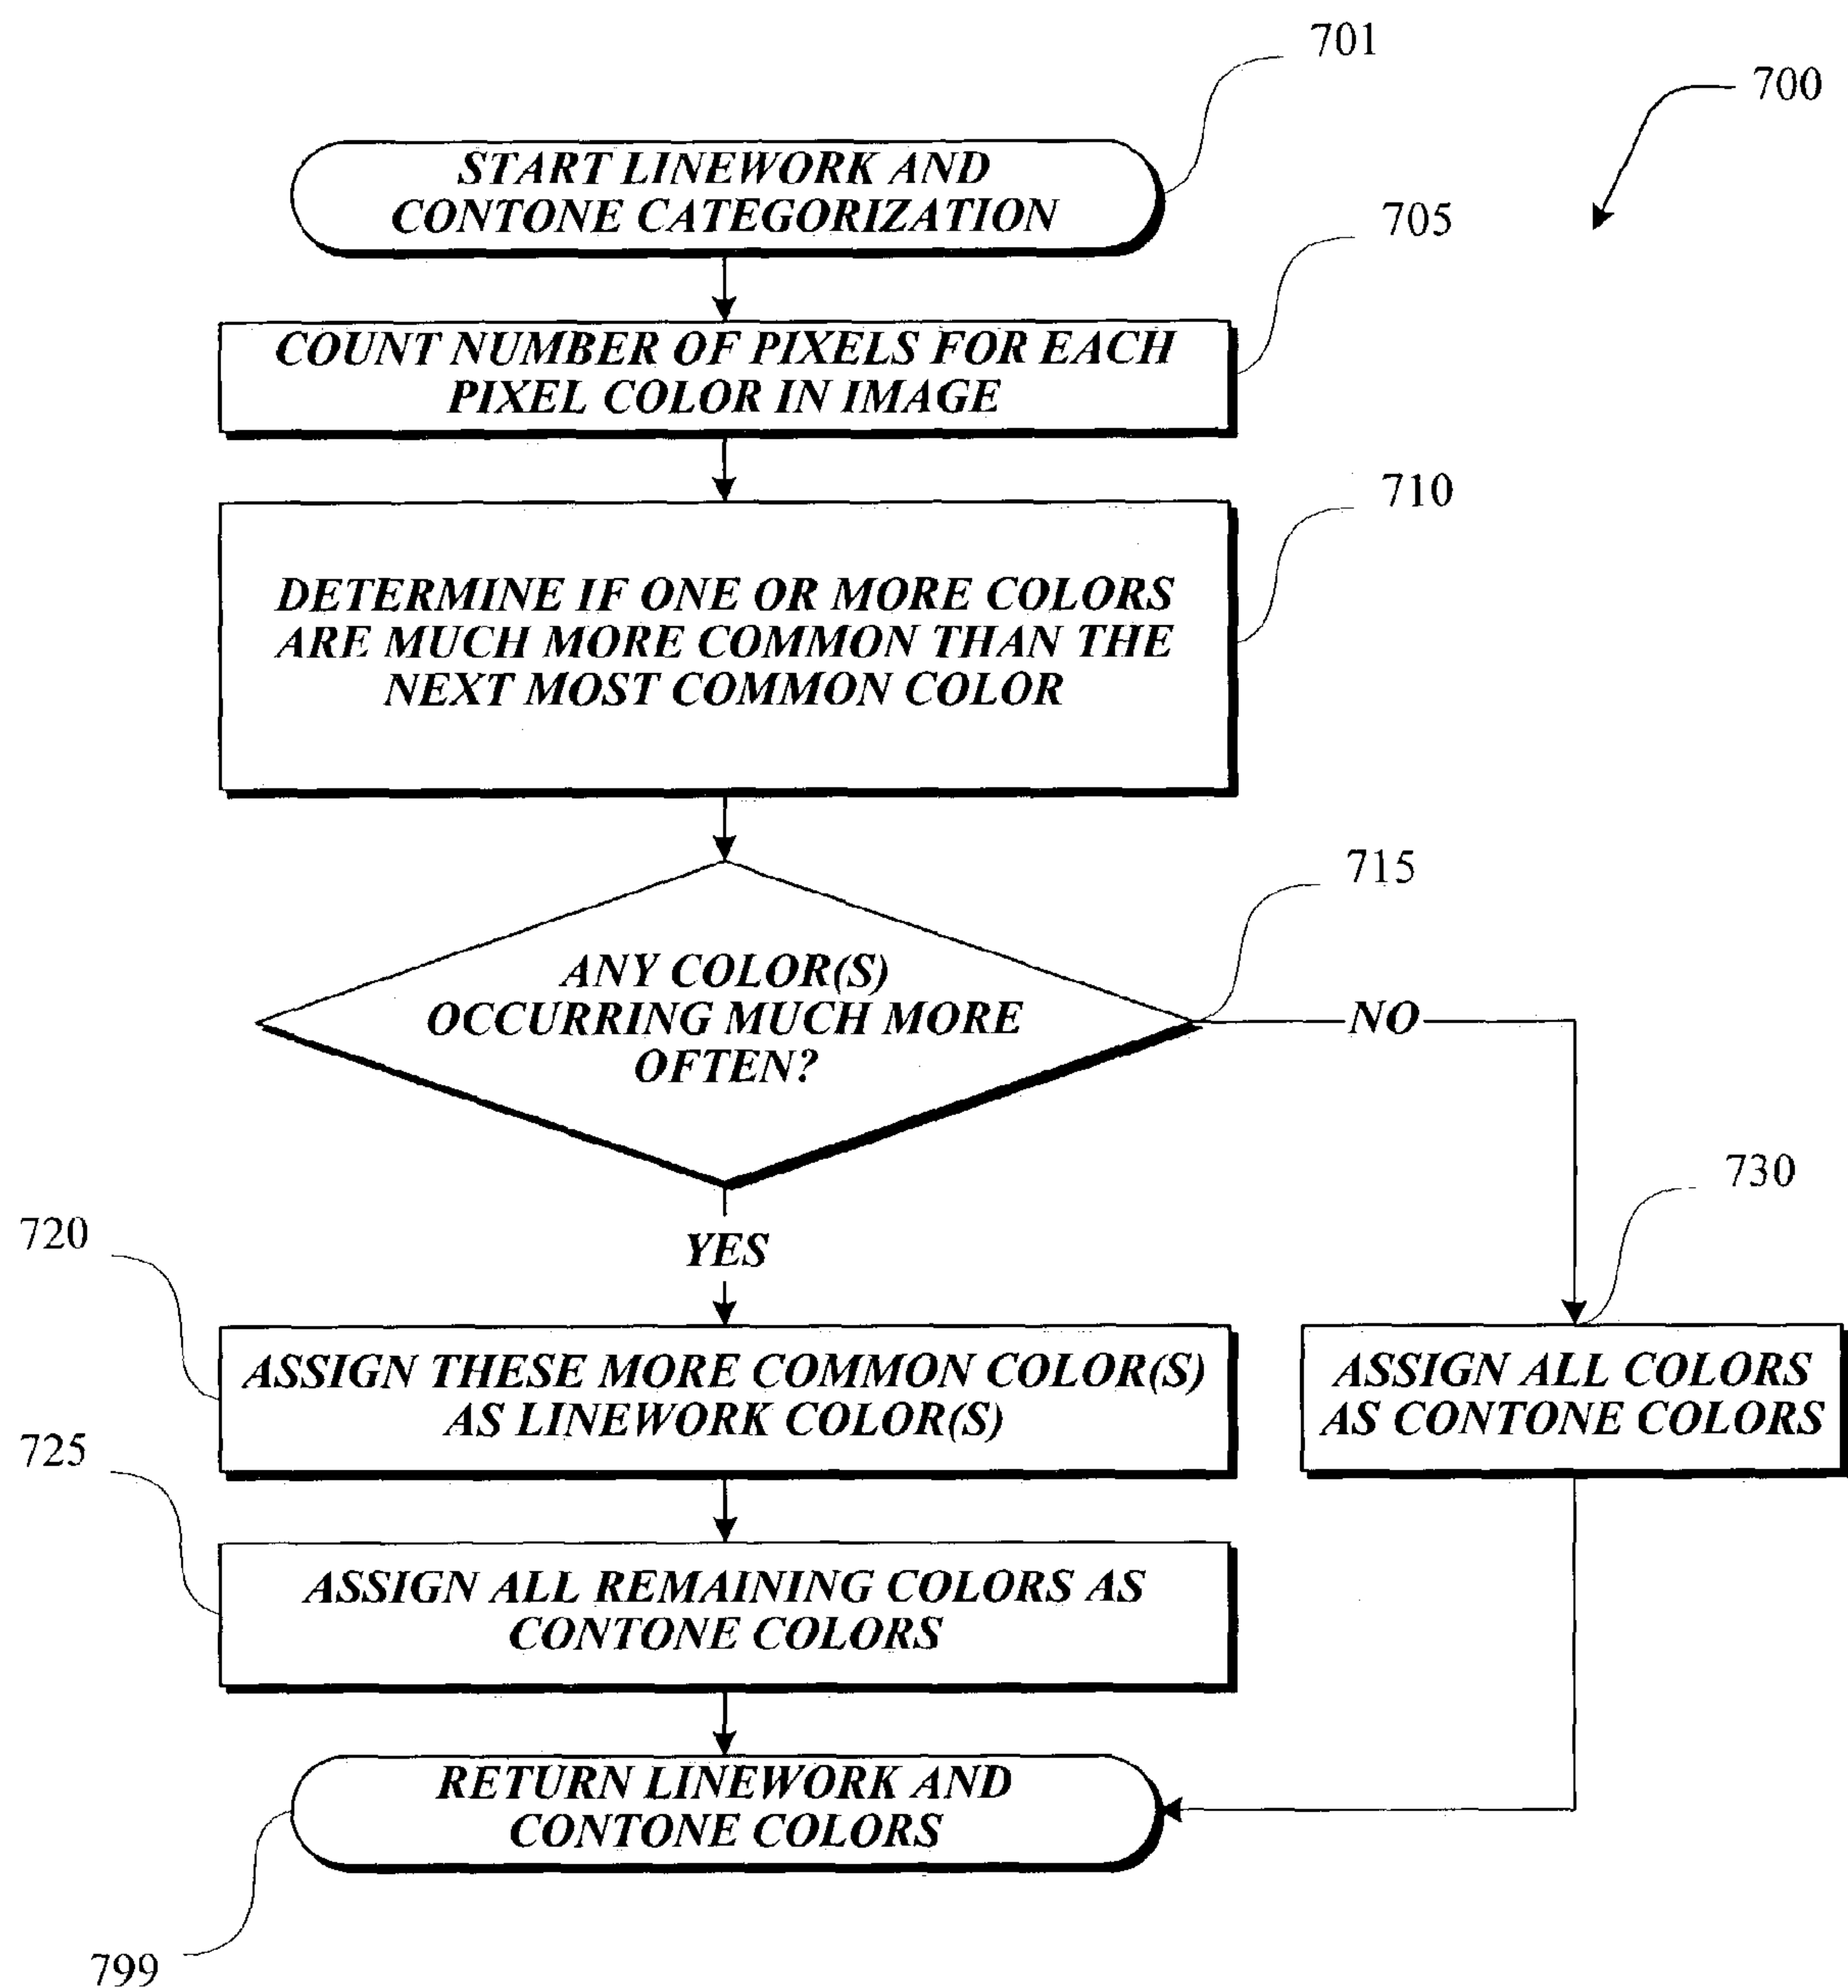 701
700
START LINEWORK AND
CONTONE CATEGORIZATION
705
COUNT NUMBER OF PIXELS FOR EACH
PIXEL COLOR IN IMAGE
710
DETERMINE IF ONE OR MORE COLORS
ARE MUCH MORE COMMON THAN THE
NEXT MOST COMMON COLOR
715
ANY COLOR(S)
OCCURRING MUCH MORE
OFTEN?
NO
730
720
YES
ASSIGN THESE MORE COMMON COLOR(S)
AS LINEWORK COLOR(S)
ASSIGN ALL COLORS
AS CONTONE COLORS
725
ASSIGN ALL REMAINING COLORS AS
CONTONE COLORS
RETURN LINEWORK AND
CONTONE COLORS
799